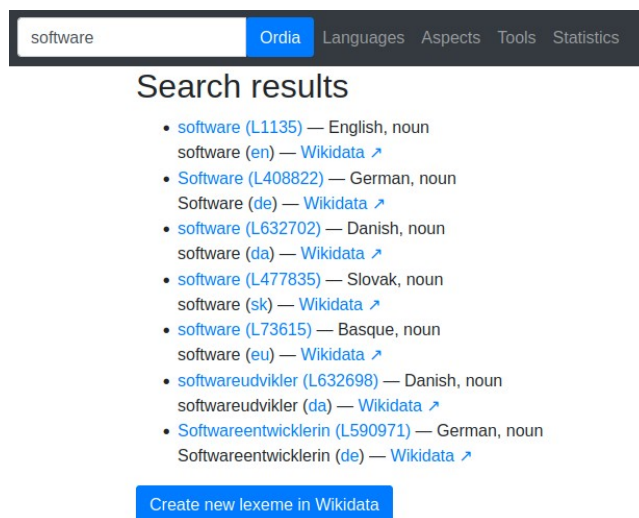 software Ordia Languages Aspects Tools Statistics
Search results
• software (L1135) — English, noun
software (en) — Wikidata ↗
• Software (L408822) — German, noun
Software (de) — Wikidata ↗
• software (L632702) — Danish, noun
software (da) — Wikidata ↗
• software (L477835) — Slovak, noun
software (sk) — Wikidata ↗
• software (L73615) — Basque, noun
software (eu) — Wikidata ↗
• softwareudvikler (L632698) — Danish, noun
softwareudvikler (da) — Wikidata ↗
• Softwareentwicklerin (L590971) — German, noun
Softwareentwicklerin (de) — Wikidata ↗
Create new lexeme in Wikidata